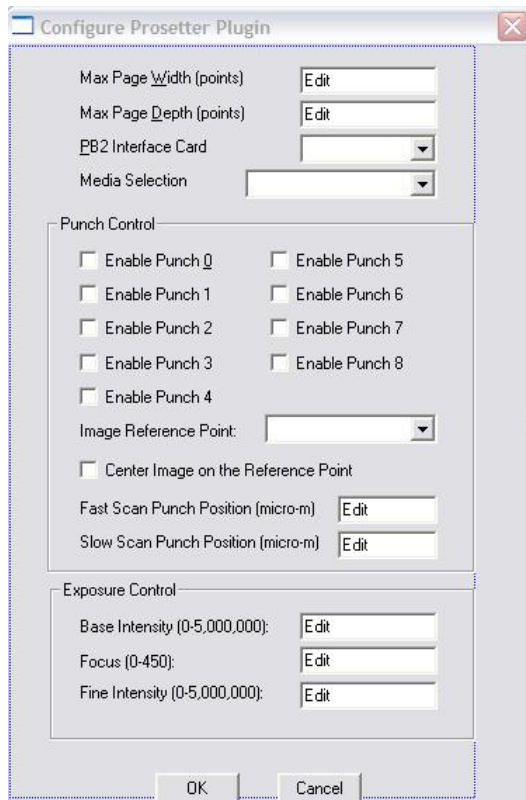 Configure Prosetter Plugin
Max Page Width (points) Edit
Max Page Depth (points) Edit
PB2 Interface Card
Media Selection
Punch Control
Enable Punch 0 Enable Punch 5
Enable Punch 1 Enable Punch 6
Enable Punch 2 Enable Punch 7
Enable Punch 3 Enable Punch 8
Enable Punch 4
Image Reference Point:
Center Image on the Reference Point
Fast Scan Punch Position (micro-m) Edit
Slow Scan Punch Position (micro-m) Edit
Exposure Control
Base Intensity (0-5,000,000): Edit
Focus (0-450): Edit
Fine Intensity (0-5,000,000): Edit
OK Cancel